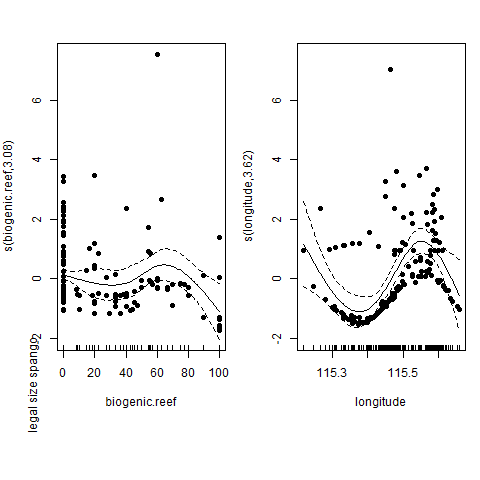 s(biogenic.reef,3.08)
6
4
2
0
-2
0 20 40 60 80 100
biogenic.reef
s(longitude,3.62)
6
4
2
0
-2
115.3 115.5
longitude
legal size spang